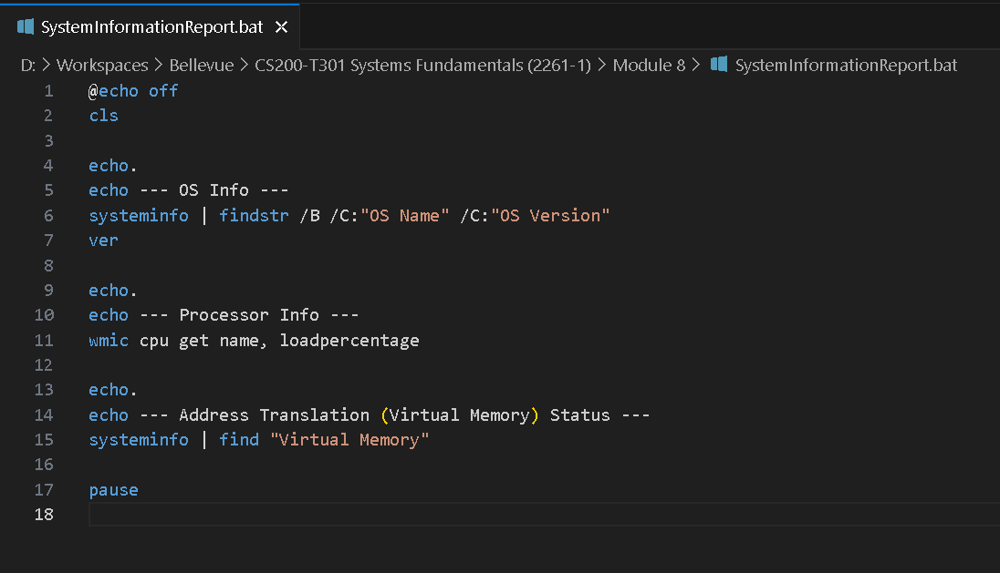 SystemInformationReport.bat ×
D: > Workspaces > Bellevue > CS200-T301 Systems Fundamentals (2261-1) > Module 8 > SystemInformationReport.bat
1 @echo off
2 cls
3
4 echo.
5 echo --- OS Info ---
6 systeminfo | findstr /B /C:"OS Name" /C:"OS Version"
7 ver
8
9 echo.
10 echo --- Processor Info ---
11 wmic cpu get name, loadpercentage
12
13 echo.
14 echo --- Address Translation (Virtual Memory) Status ---
15 systeminfo | find "Virtual Memory"
16
17 pause
18